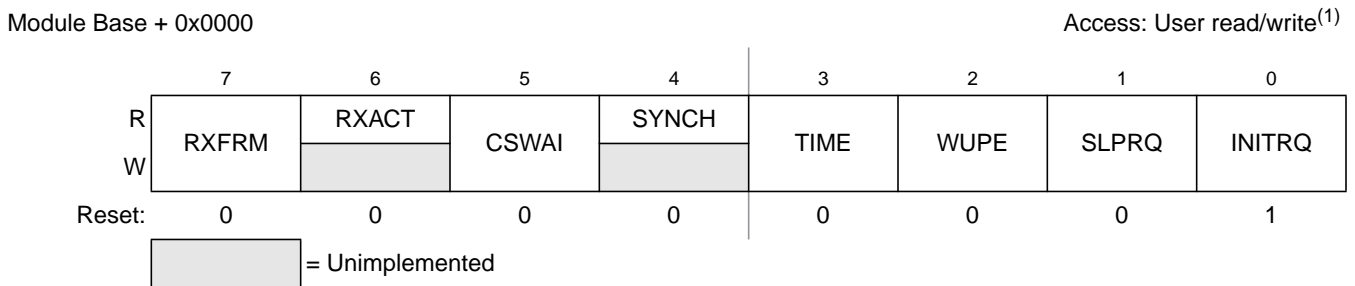 Module Base + 0x0000 Access: User read/write(1)
7 6 5 4 3 2 1 0
R RXFRM RXACT CSWAI SYNCH TIME WUPE SLPRQ INITRQ
W
Reset: 0 0 0 0 0 0 0 1
= Unimplemented